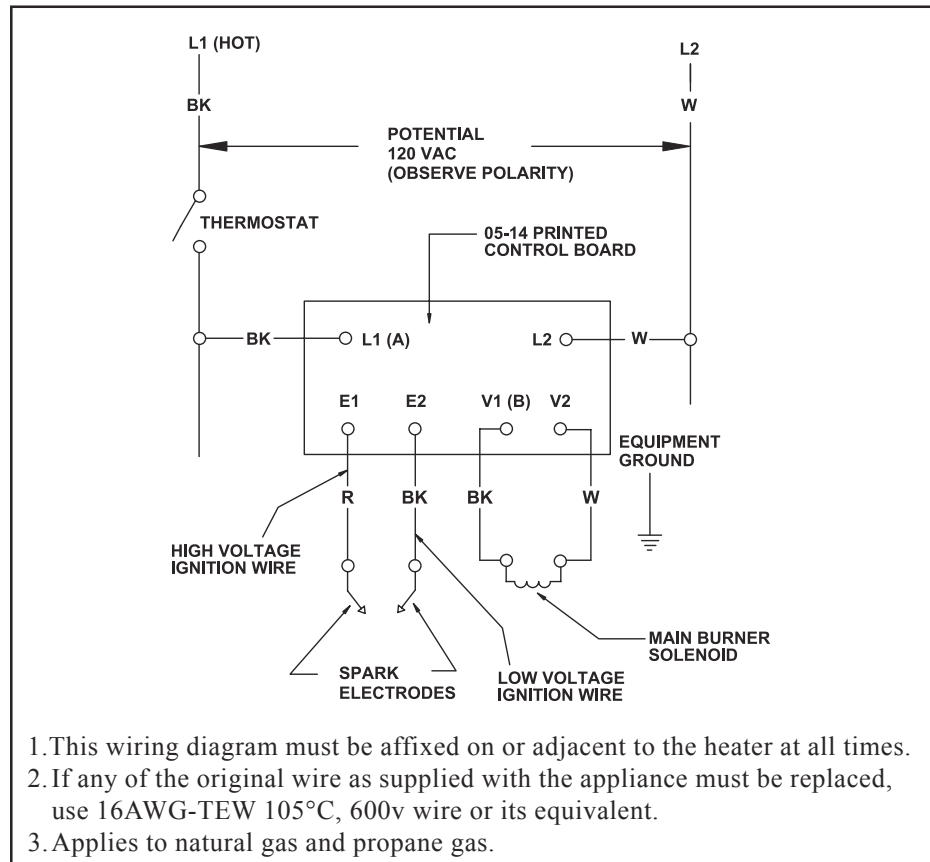 L1 (HOT)
L2
BK
W
POTENTIAL
120 VAC
(OBSERVE POLARITY)
THERMOSTAT
05-14 PRINTED
CONTROL BOARD
BK
L1 (A)
L2
W
E1
E2
V1 (B)
V2
EQUIPMENT
GROUND
R
BK
BK
W
HIGH VOLTAGE
IGNITION WIRE
MAIN BURNER
SOLENOID
SPARK
ELECTRODES
LOW VOLTAGE
IGNITION WIRE
1.This wiring diagram must be affixed on or adjacent to the heater at all times.
2.If any of the original wire as supplied with the appliance must be replaced,
use 16AWG-TEW 105°C, 600v wire or its equivalent.
3.Applies to natural gas and propane gas.